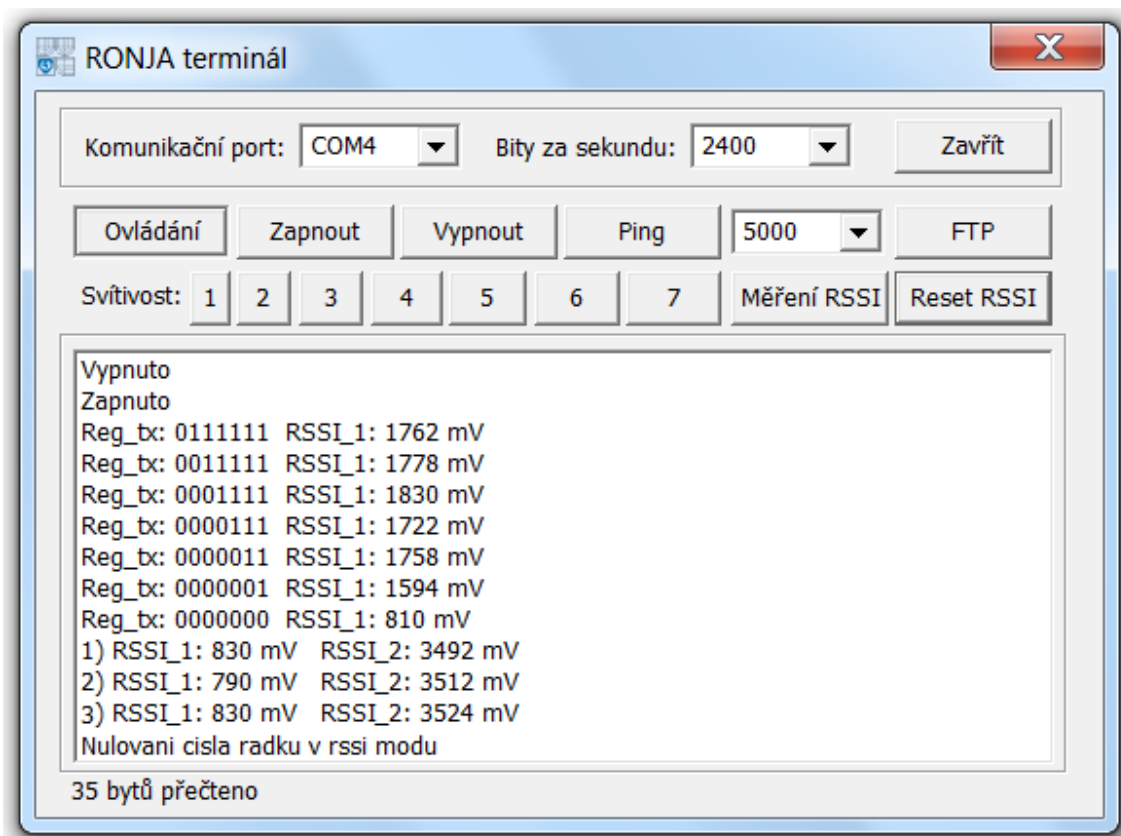 RONJA terminál
Komunikační port: COM4 Bity za sekundu: 2400 Zavřít
Ovládání Zapnout Vypnout Ping 5000 FTP
Svítivost: 1 2 3 4 5 6 7 Měření RSSI Reset RSSI
Vypnuto
Zapnuto
Reg_tx: 0111111 RSSI_1: 1762 mV
Reg_tx: 0011111 RSSI_1: 1778 mV
Reg_tx: 0001111 RSSI_1: 1830 mV
Reg_tx: 0000111 RSSI_1: 1722 mV
Reg_tx: 0000011 RSSI_1: 1758 mV
Reg_tx: 0000001 RSSI_1: 1594 mV
Reg_tx: 0000000 RSSI_1: 810 mV
1) RSSI_1: 830 mV RSSI_2: 3492 mV
2) RSSI_1: 790 mV RSSI_2: 3512 mV
3) RSSI_1: 830 mV RSSI_2: 3524 mV
Nulovani cisla radku v rssi modu
35 bytů přečteno